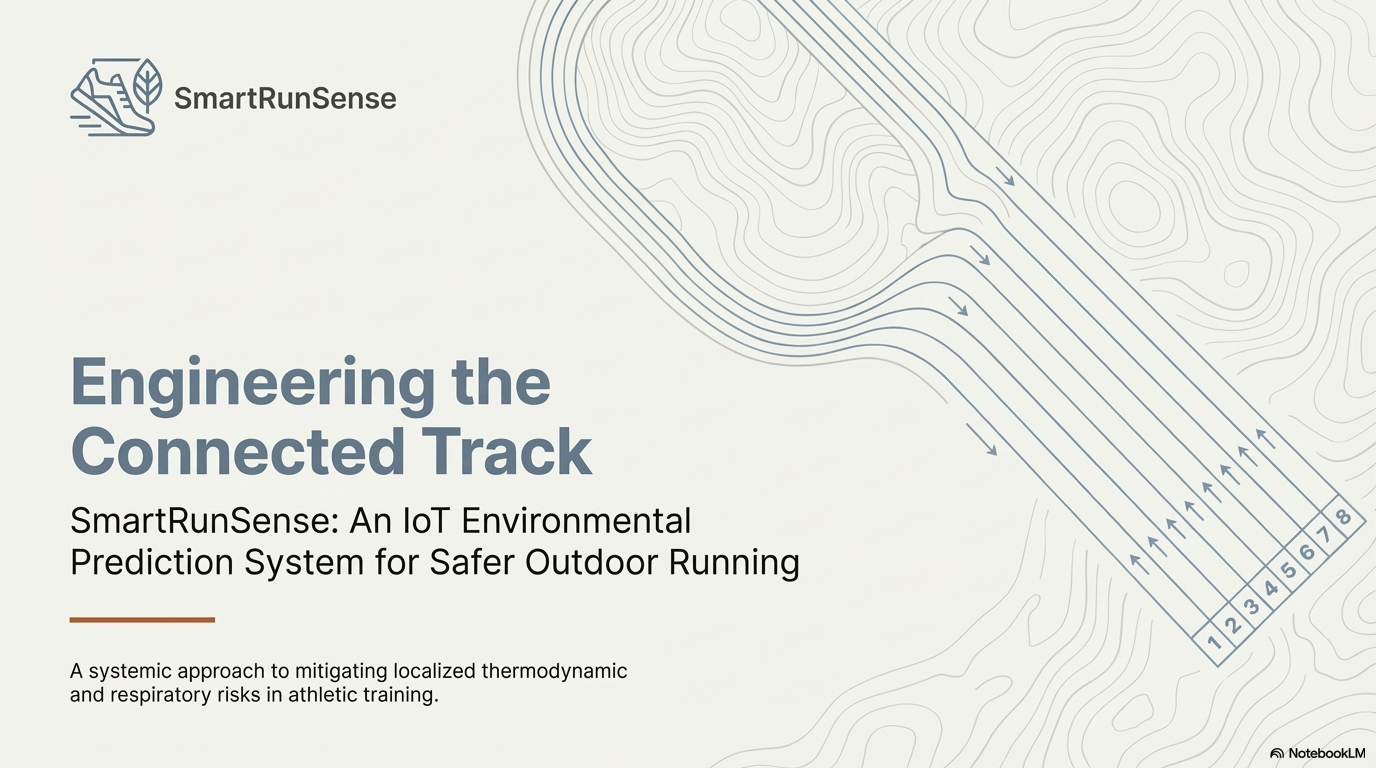 SmartRunSense
Engineering the
Connected Track
SmartRunSense: An IoT Environmental
Prediction System for Safer Outdoor Running
A systemic approach to mitigating localized thermodynamic
and respiratory risks in athletic training.
1 2 3 4 5 6 7 8
NotebookLM